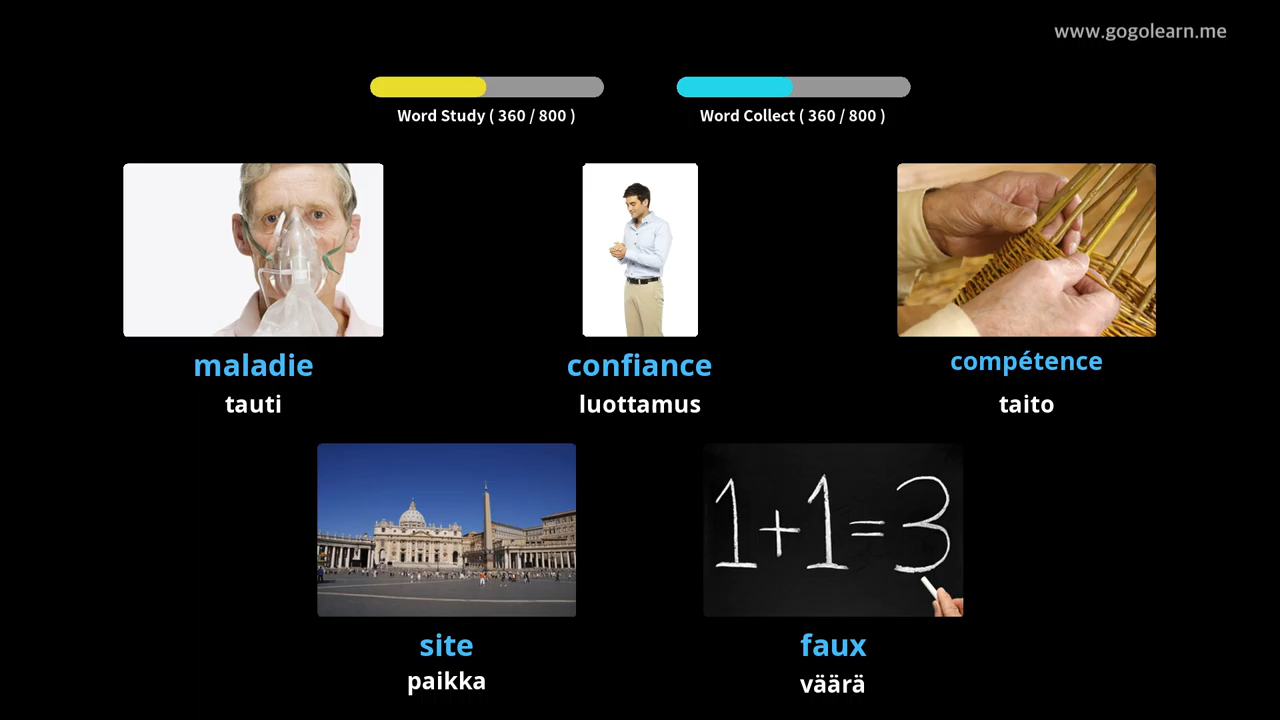 www.gogolearn.me
Word Study ( 360 / 800 )
Word Collect ( 360 / 800 )
maladie
tauti
confiance
luottamus
compétence
taito
1+1=3
site
paikka
faux
väärä